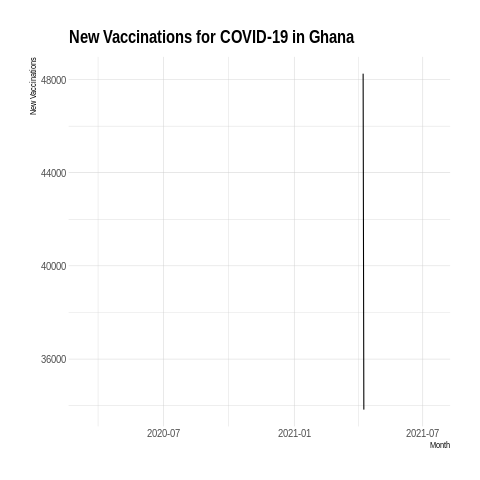 New Vaccinations for COVID-19 in Ghana
New Vaccinations
48000
44000
40000
36000
2020-07
2021-01
2021-07
Month